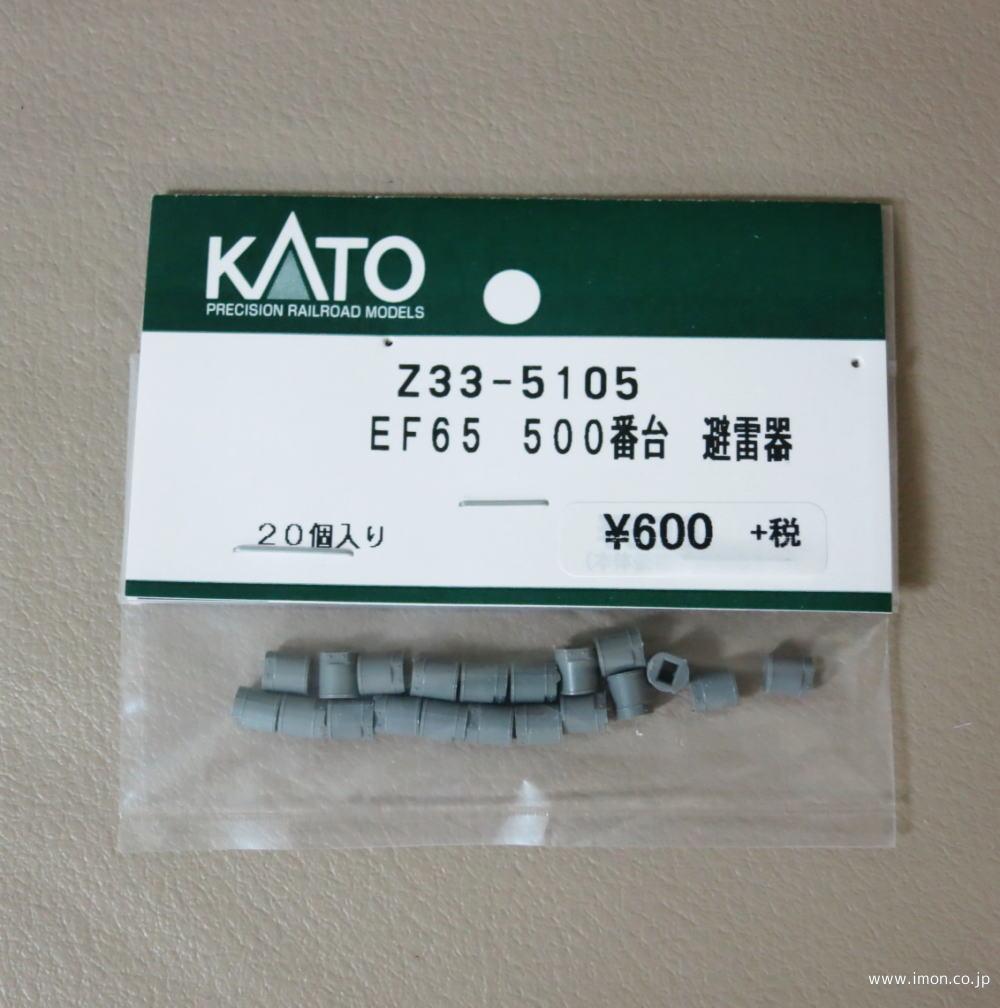 KATO
PRECISION RAILROAD MODELS
Z33-5105
EF65 500番台 避雷器
20個入り
¥600 +税
www.imon.co.jp